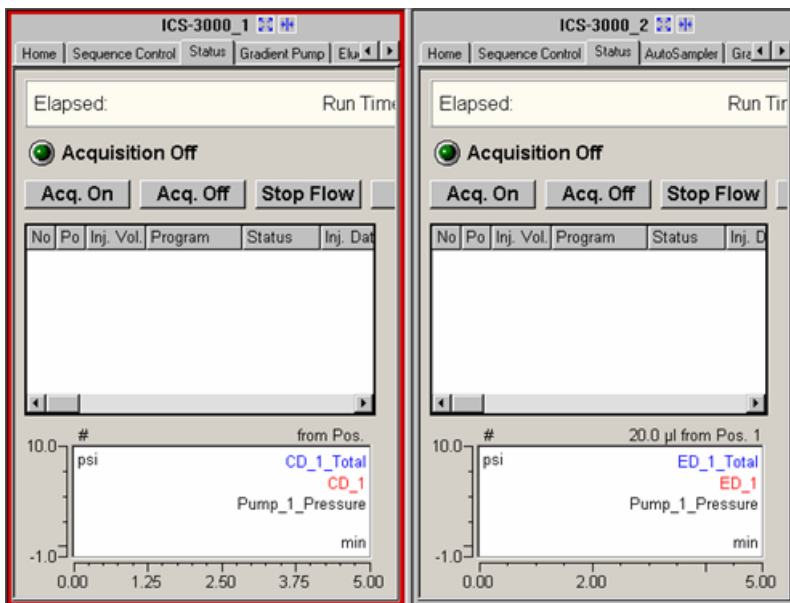 ICS-3000_1
Home Sequence Control Status Gradient Pump Elu
Elapsed: Run Time
Acquisition Off
Acq. On Acq. Off Stop Flow
No Po Inj. Vol. Program Status Inj. Dat
# from Pos.
10.0
psi
CD_1_Total
CD_1
Pump_1_Pressure
min
-1.0
0.00 1.25 2.50 3.75 5.00
ICS-3000_2
Home Sequence Control Status AutoSampler Gra
Elapsed: Run Tir
Acquisition Off
Acq. On Acq. Off Stop Flow
No Po Inj. Vol. Program Status Inj. D
# 20.0 µl from Pos. 1
10.0
psi
ED_1_Total
ED_1
Pump_1_Pressure
min
-1.0
0.00 2.00 5.00